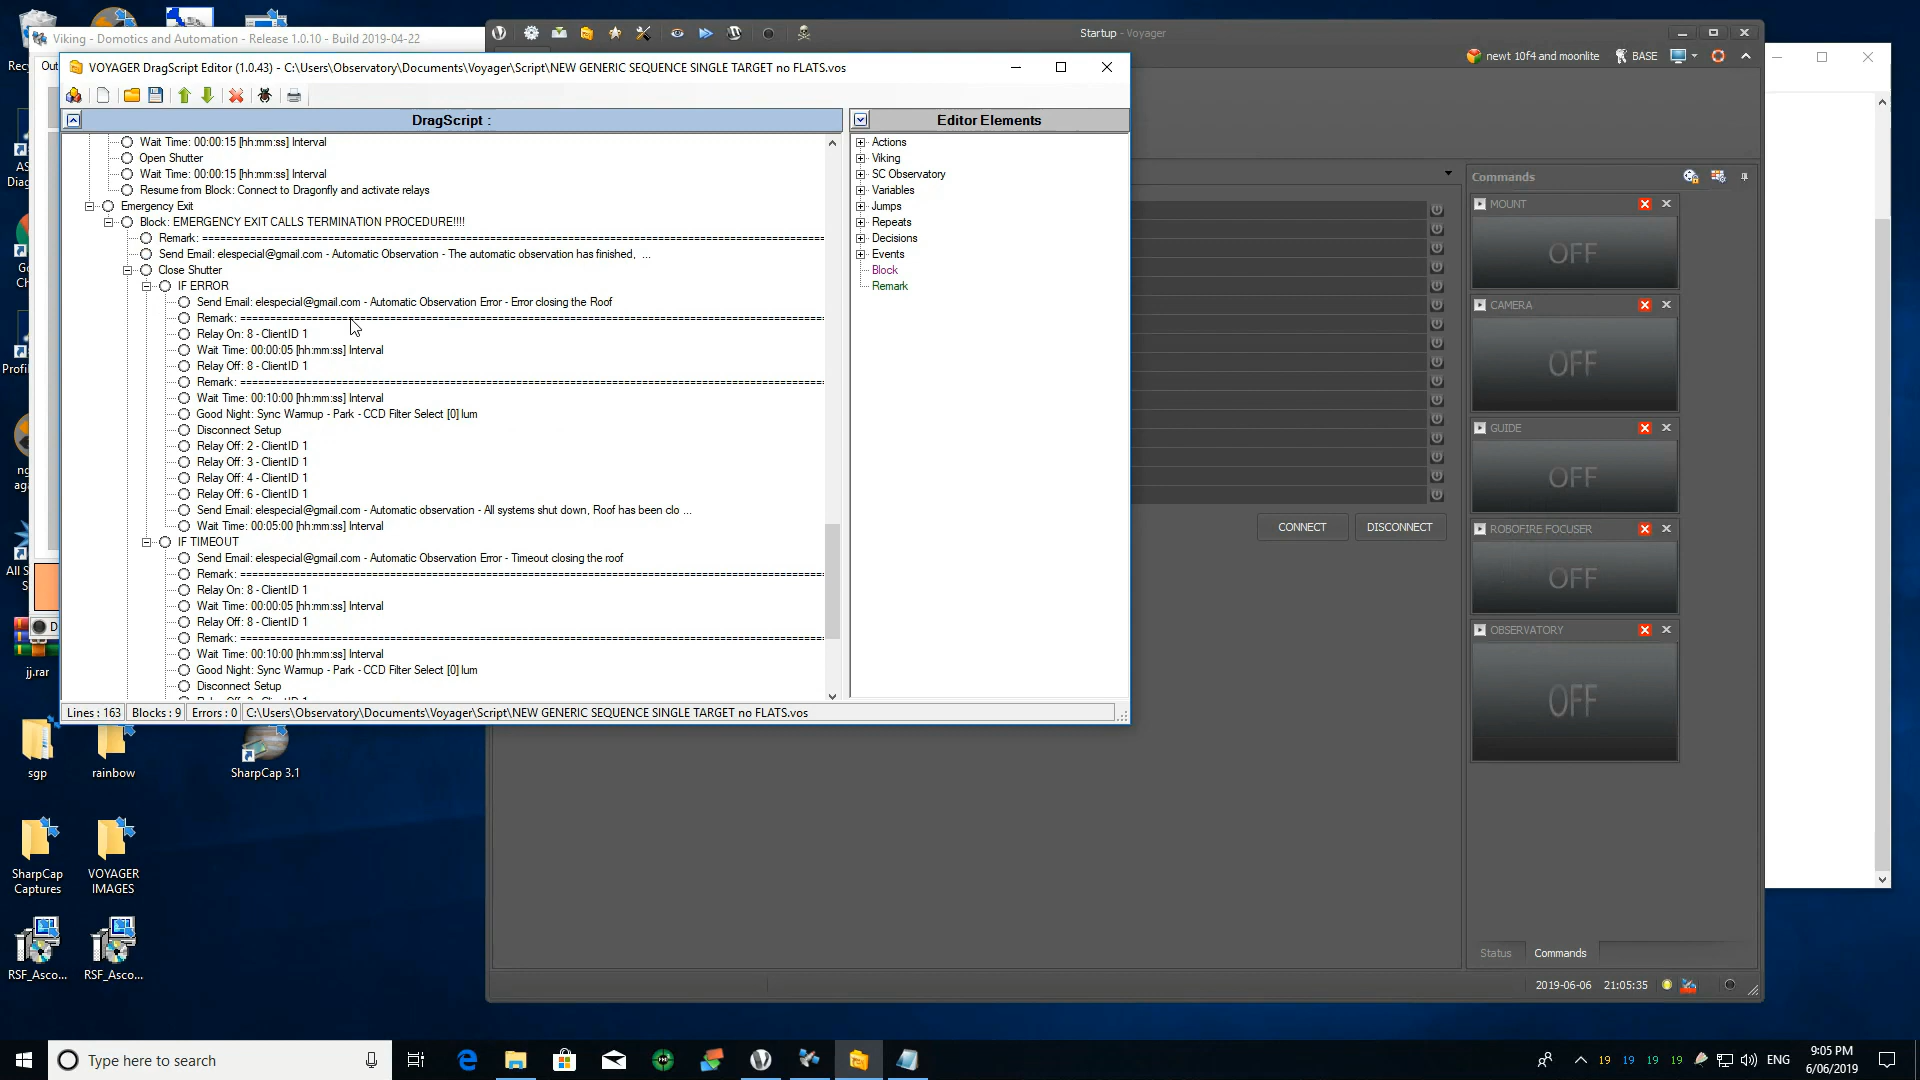 Viking - Domotics and Automation - Release 1.0.10 - Build 2019-04-22
Startup - Voyager
newt 10f4 and moonlite
BASE
VOYAGER DragScript Editor (1.0.43) - C:\Users\Observatory\Documents\Voyager\Script\NEW GENERIC SEQUENCE SINGLE TARGET no FLATS.vos
DragScript :
Editor Elements
Wait Time: 00:00:15 [hh:mm:ss] Interval
Open Shutter
Wait Time: 00:00:15 [hh:mm:ss] Interval
Resume from Block: Connect to Dragonfly and activate relays
Emergency Exit
Block: EMERGENCY EXIT CALLS TERMINATION PROCEDURE!!!!
Remark:
Send Email: elespecial@gmail.com - Automatic Observation - The automatic observation has finished, ...
Close Shutter
IF ERROR
Send Email: elespecial@gmail.com - Automatic Observation Error - Error closing the Roof
Remark:
Relay On: 8 - ClientID 1
Wait Time: 00:00:05 [hh:mm:ss] Interval
Relay Off: 8 - ClientID 1
Remark:
Wait Time: 00:10:00 [hh:mm:ss] Interval
Good Night: Sync Warmup - Park - CCD Filter Select [0] lum
Disconnect Setup
Relay Off: 2 - ClientID 1
Relay Off: 3 - ClientID 1
Relay Off: 4 - ClientID 1
Relay Off: 6 - ClientID 1
Send Email: elespecial@gmail.com - Automatic observation - All systems shut down, Roof has been clo ...
Wait Time: 00:05:00 [hh:mm:ss] Interval
IF TIMEOUT
Send Email: elespecial@gmail.com - Automatic Observation Error - Timeout closing the roof
Remark:
Relay On: 8 - ClientID 1
Wait Time: 00:00:05 [hh:mm:ss] Interval
Relay Off: 8 - ClientID 1
Remark:
Wait Time: 00:10:00 [hh:mm:ss] Interval
Good Night: Sync Warmup - Park - CCD Filter Select [0] lum
Disconnect Setup
Actions
Viking
SC Observatory
Variables
Jumps
Repeats
Decisions
Events
Block
Remark
Lines : 163
Blocks : 9
Errors : 0
C:\Users\Observatory\Documents\Voyager\Script\NEW GENERIC SEQUENCE SINGLE TARGET no FLATS.vos
Commands
MOUNT
OFF
CAMERA
OFF
GUIDE
OFF
ROBOFIRE FOCUSER
OFF
OBSERVATORY
OFF
CONNECT
DISCONNECT
Status
Commands
2019-06-06
21:05:35
jj.rar
sgp
rainbow
SharpCap 3.1
SharpCap
Captures
VOYAGER
IMAGES
RSF_Asco...
RSF_Asco...
Type here to search
19
19
19
19
ENG
9:05 PM
6/06/2019